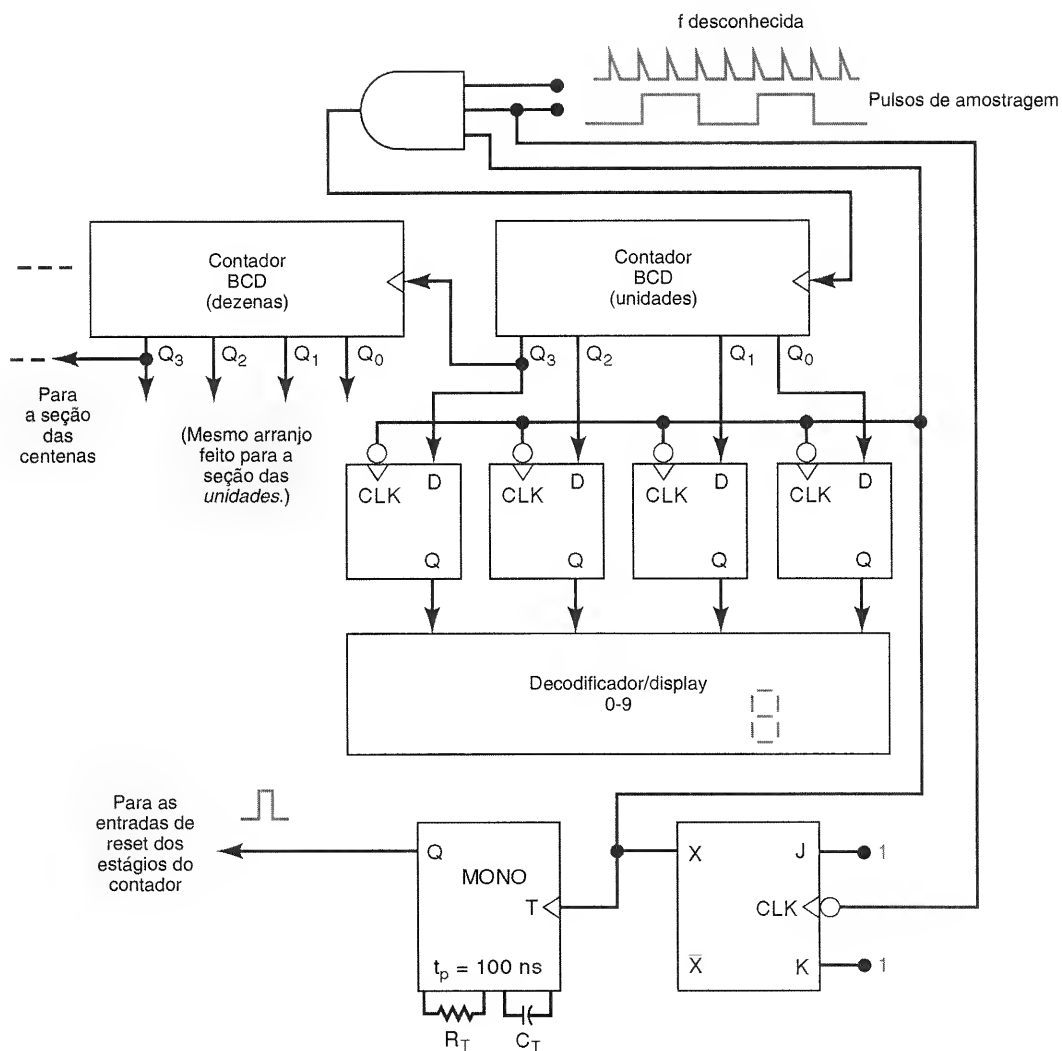 f desconhecida
Pulsos de amostragem
Contador
BCD
(dezenas)
Contador
BCD
(unidades)
Q3
Q2
Q1
Q0
Q3
Q2
Q1
Q0
Para
a seção
das
centenas
(Mesmo arranjo
feito para a
seção das
unidades.)
CLK
D
Q
CLK
D
Q
CLK
D
Q
CLK
D
Q
Decodificador/display
0-9
Para as
entradas de
reset dos
estágios do
contador
Q
MONO
T
tp = 100 ns
RT
CT
X
J
1
CLK
X̄
K
1